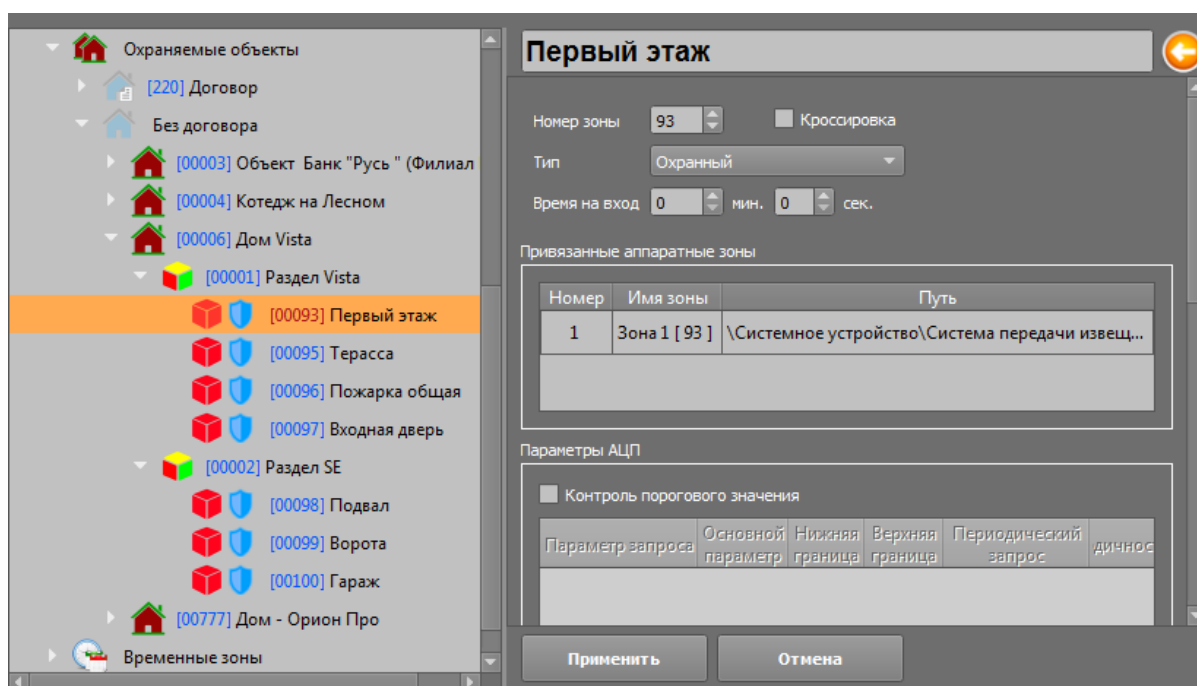 Охраняемые объекты
[220] Договор
Без договора
[00003] Объект Банк "Русь " (Филиал
[00004] Котедж на Лесном
[00006] Дом Vista
[00001] Раздел Vista
[00093] Первый этаж
[00095] Терасса
[00096] Пожарка общая
[00097] Входная дверь
[00002] Раздел SE
[00098] Подвал
[00099] Ворота
[00100] Гараж
[00777] Дом - Орион Про
Временные зоны
Первый этаж
Номер зоны 93 Кроссировка
Тип Охранный
Время на вход 0 мин. 0 сек.
Привязанные аппаратные зоны
Номер Имя зоны Путь
1 Зона 1 [ 93 ] \Системное устройство\Система передачи извещ...
Параметры АЦП
Контроль порогового значения
Параметр запроса Основной параметр Нижняя граница Верхняя граница Периодический запрос дичнос
Применить Отмена